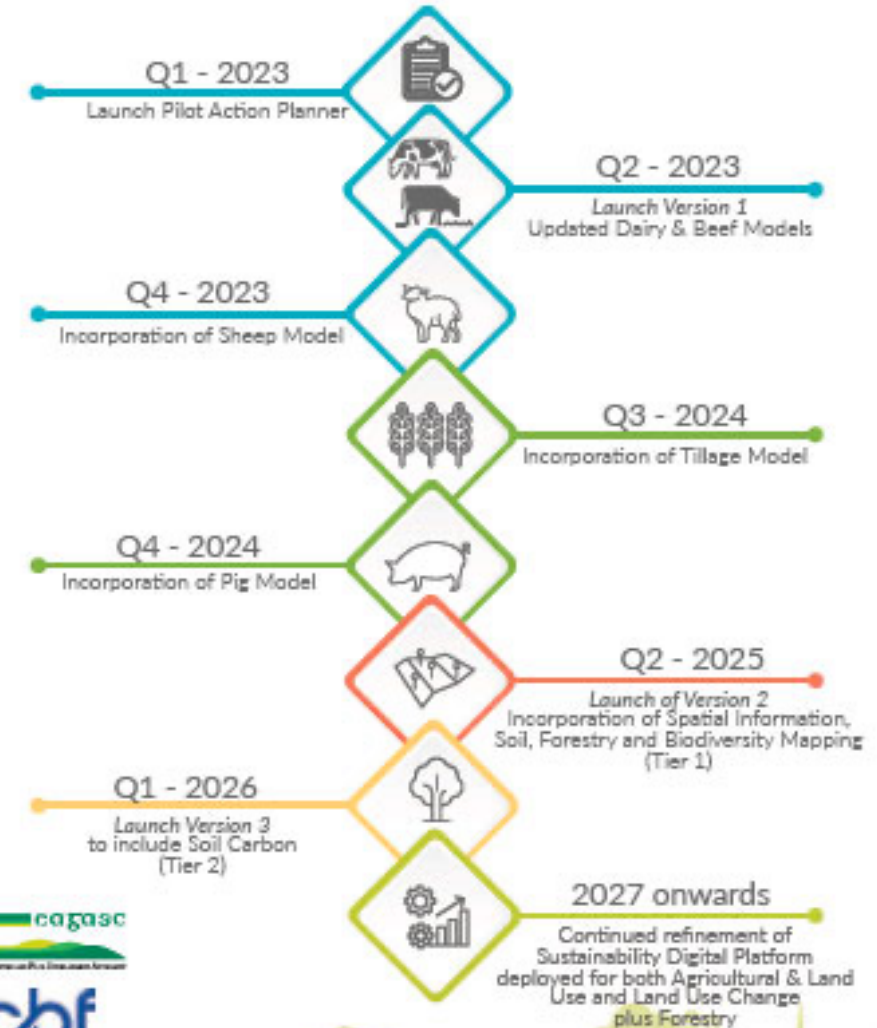 Q1 - 2023
Launch Pilot Action Planner
Q2 - 2023
Launch Version 1
Updated Dairy & Beef Models
Q4 - 2023
Incorporation of Sheep Model
Q3 - 2024
Incorporation of Tillage Model
Q4 - 2024
Incorporation of Pig Model
Q2 - 2025
Launch of Version 2
Incorporation of Spatial Information,
Soil, Forestry and Biodiversity Mapping
(Tier 1)
Q1 - 2026
Launch Version 3
to include Soil Carbon
(Tier 2)
2027 onwards
Continued refinement of
Sustainability Digital Platform
deployed for both Agricultural & Land
Use and Land Use Change
plus Forestry
eagasc